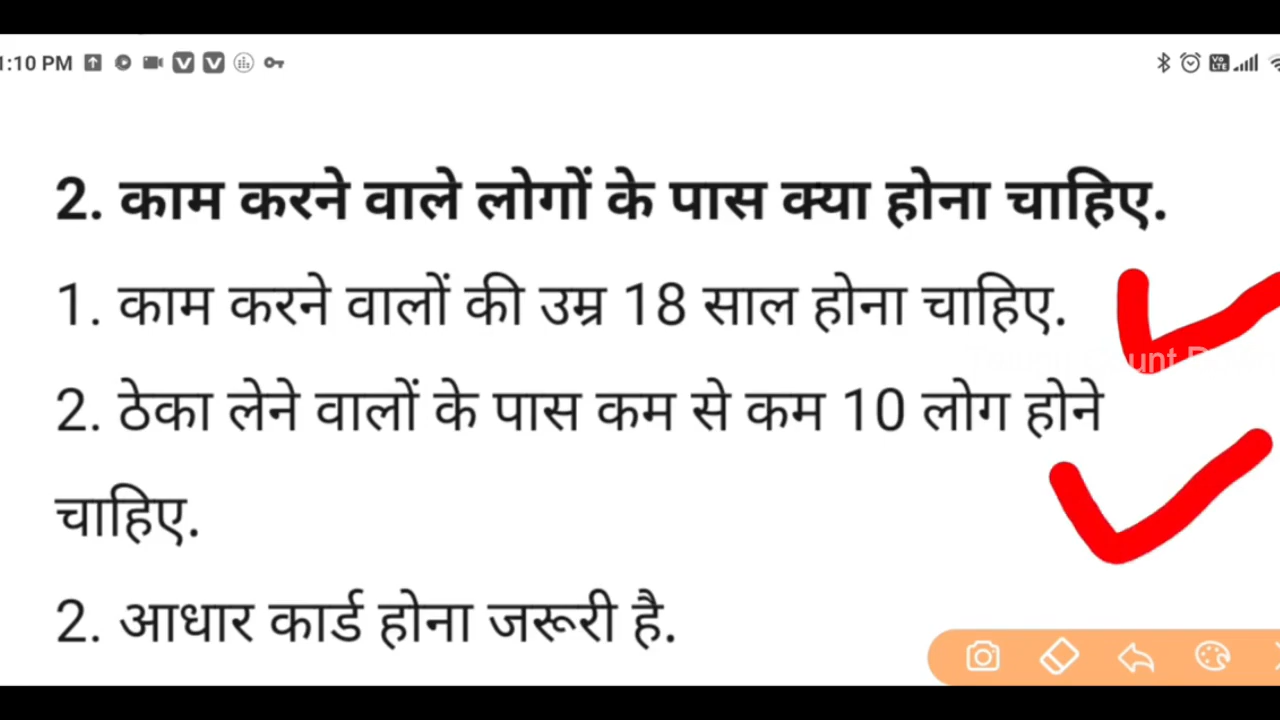 1:10 PM
2. काम करने वाले लोगों के पास क्या होना चाहिए.
1. काम करने वालों की उम्र 18 साल होना चाहिए.
2. ठेका लेने वालों के पास कम से कम 10 लोग होने
चाहिए.
2. आधार कार्ड होना जरूरी है.